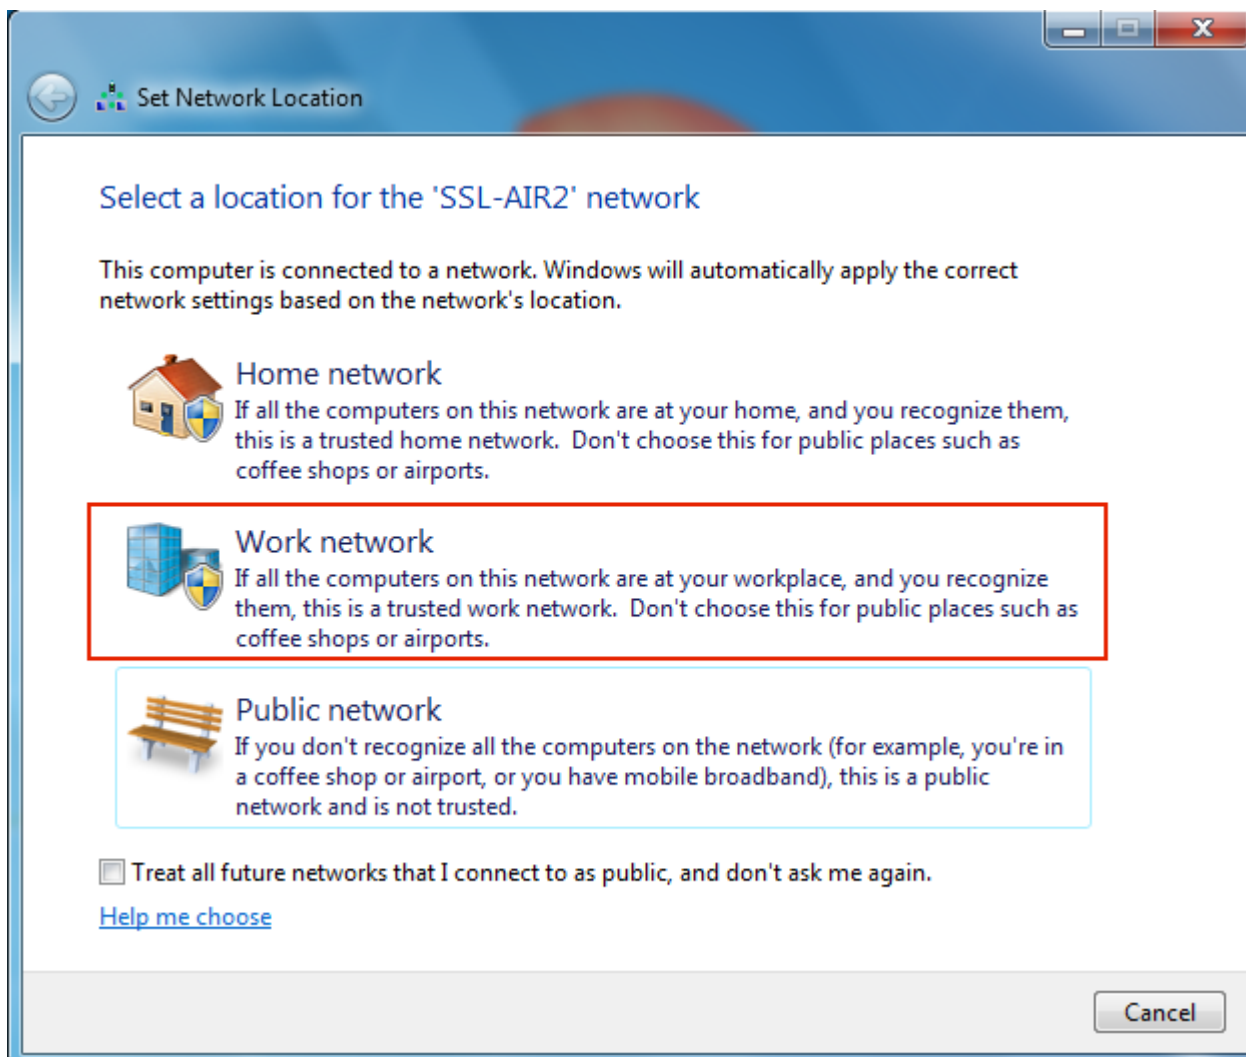 Set Network Location
Select a location for the 'SSL-AIR2' network
This computer is connected to a network. Windows will automatically apply the correct
network settings based on the network's location.
Home network
If all the computers on this network are at your home, and you recognize them,
this is a trusted home network.  Don't choose this for public places such as
coffee shops or airports.
Work network
If all the computers on this network are at your workplace, and you recognize
them, this is a trusted work network.  Don't choose this for public places such as
coffee shops or airports.
Public network
If you don't recognize all the computers on the network (for example, you're in
a coffee shop or airport, or you have mobile broadband), this is a public
network and is not trusted.
Treat all future networks that I connect to as public, and don't ask me again.
Help me choose
Cancel